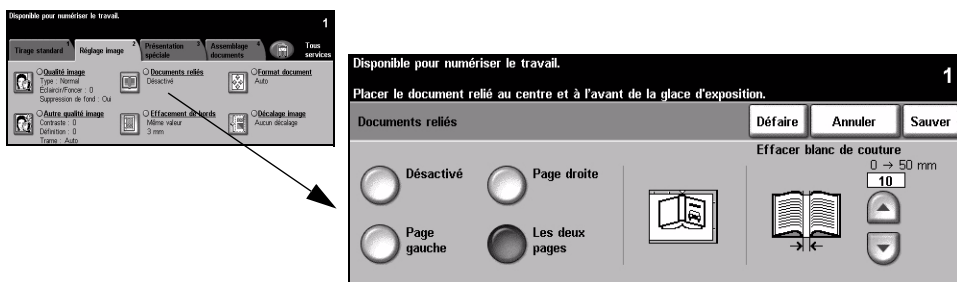 Disponible pour numériser le travail.
1
Tirage standard 1
Réglage image 2
Présentation spéciale 3
Assemblage documents 4
Tous services
Qualité image
Type : Normal
Éclaircir/Foncer : 0
Suppression de fond : Oui
Documents reliés
Désactivé
Format document
Auto
Autre qualité image
Contraste : 0
Définition : 0
Trame : Auto
Effacement de bords
Même valeur
3 mm
Décalage image
Aucun décalage
Disponible pour numériser le travail.
1
Placer le document relié au centre et à l'avant de la glace d'exposition.
Documents reliés
Défaire
Annuler
Sauver
Désactivé
Page droite
Page gauche
Les deux pages
Effacer blanc de couture
0 → 50 mm
10